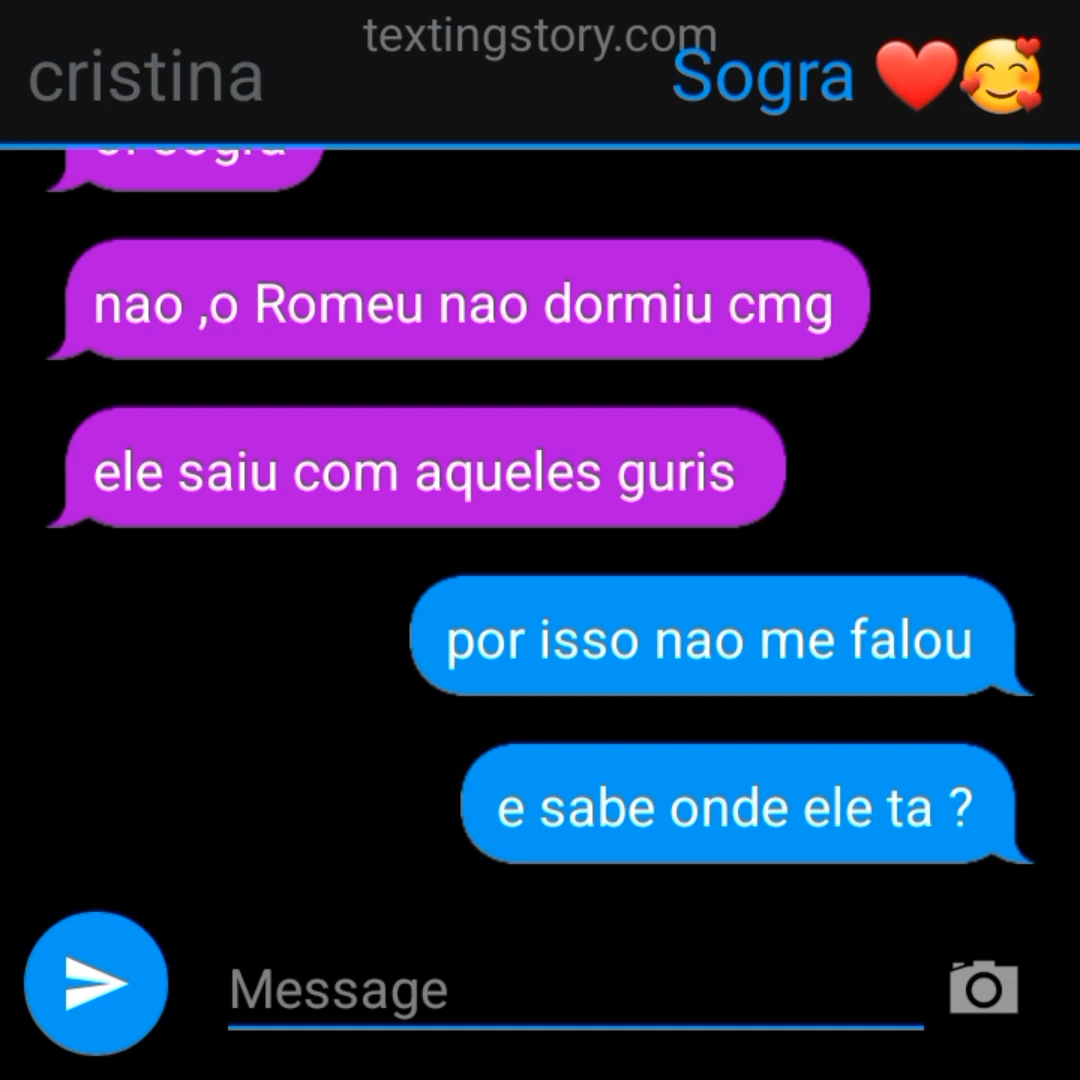 textingstory.com
cristina
Sogra ❤️🥰
nao ,o Romeu nao dormiu cmg
ele saiu com aqueles guris
por isso nao me falou
e sabe onde ele ta ?
Message